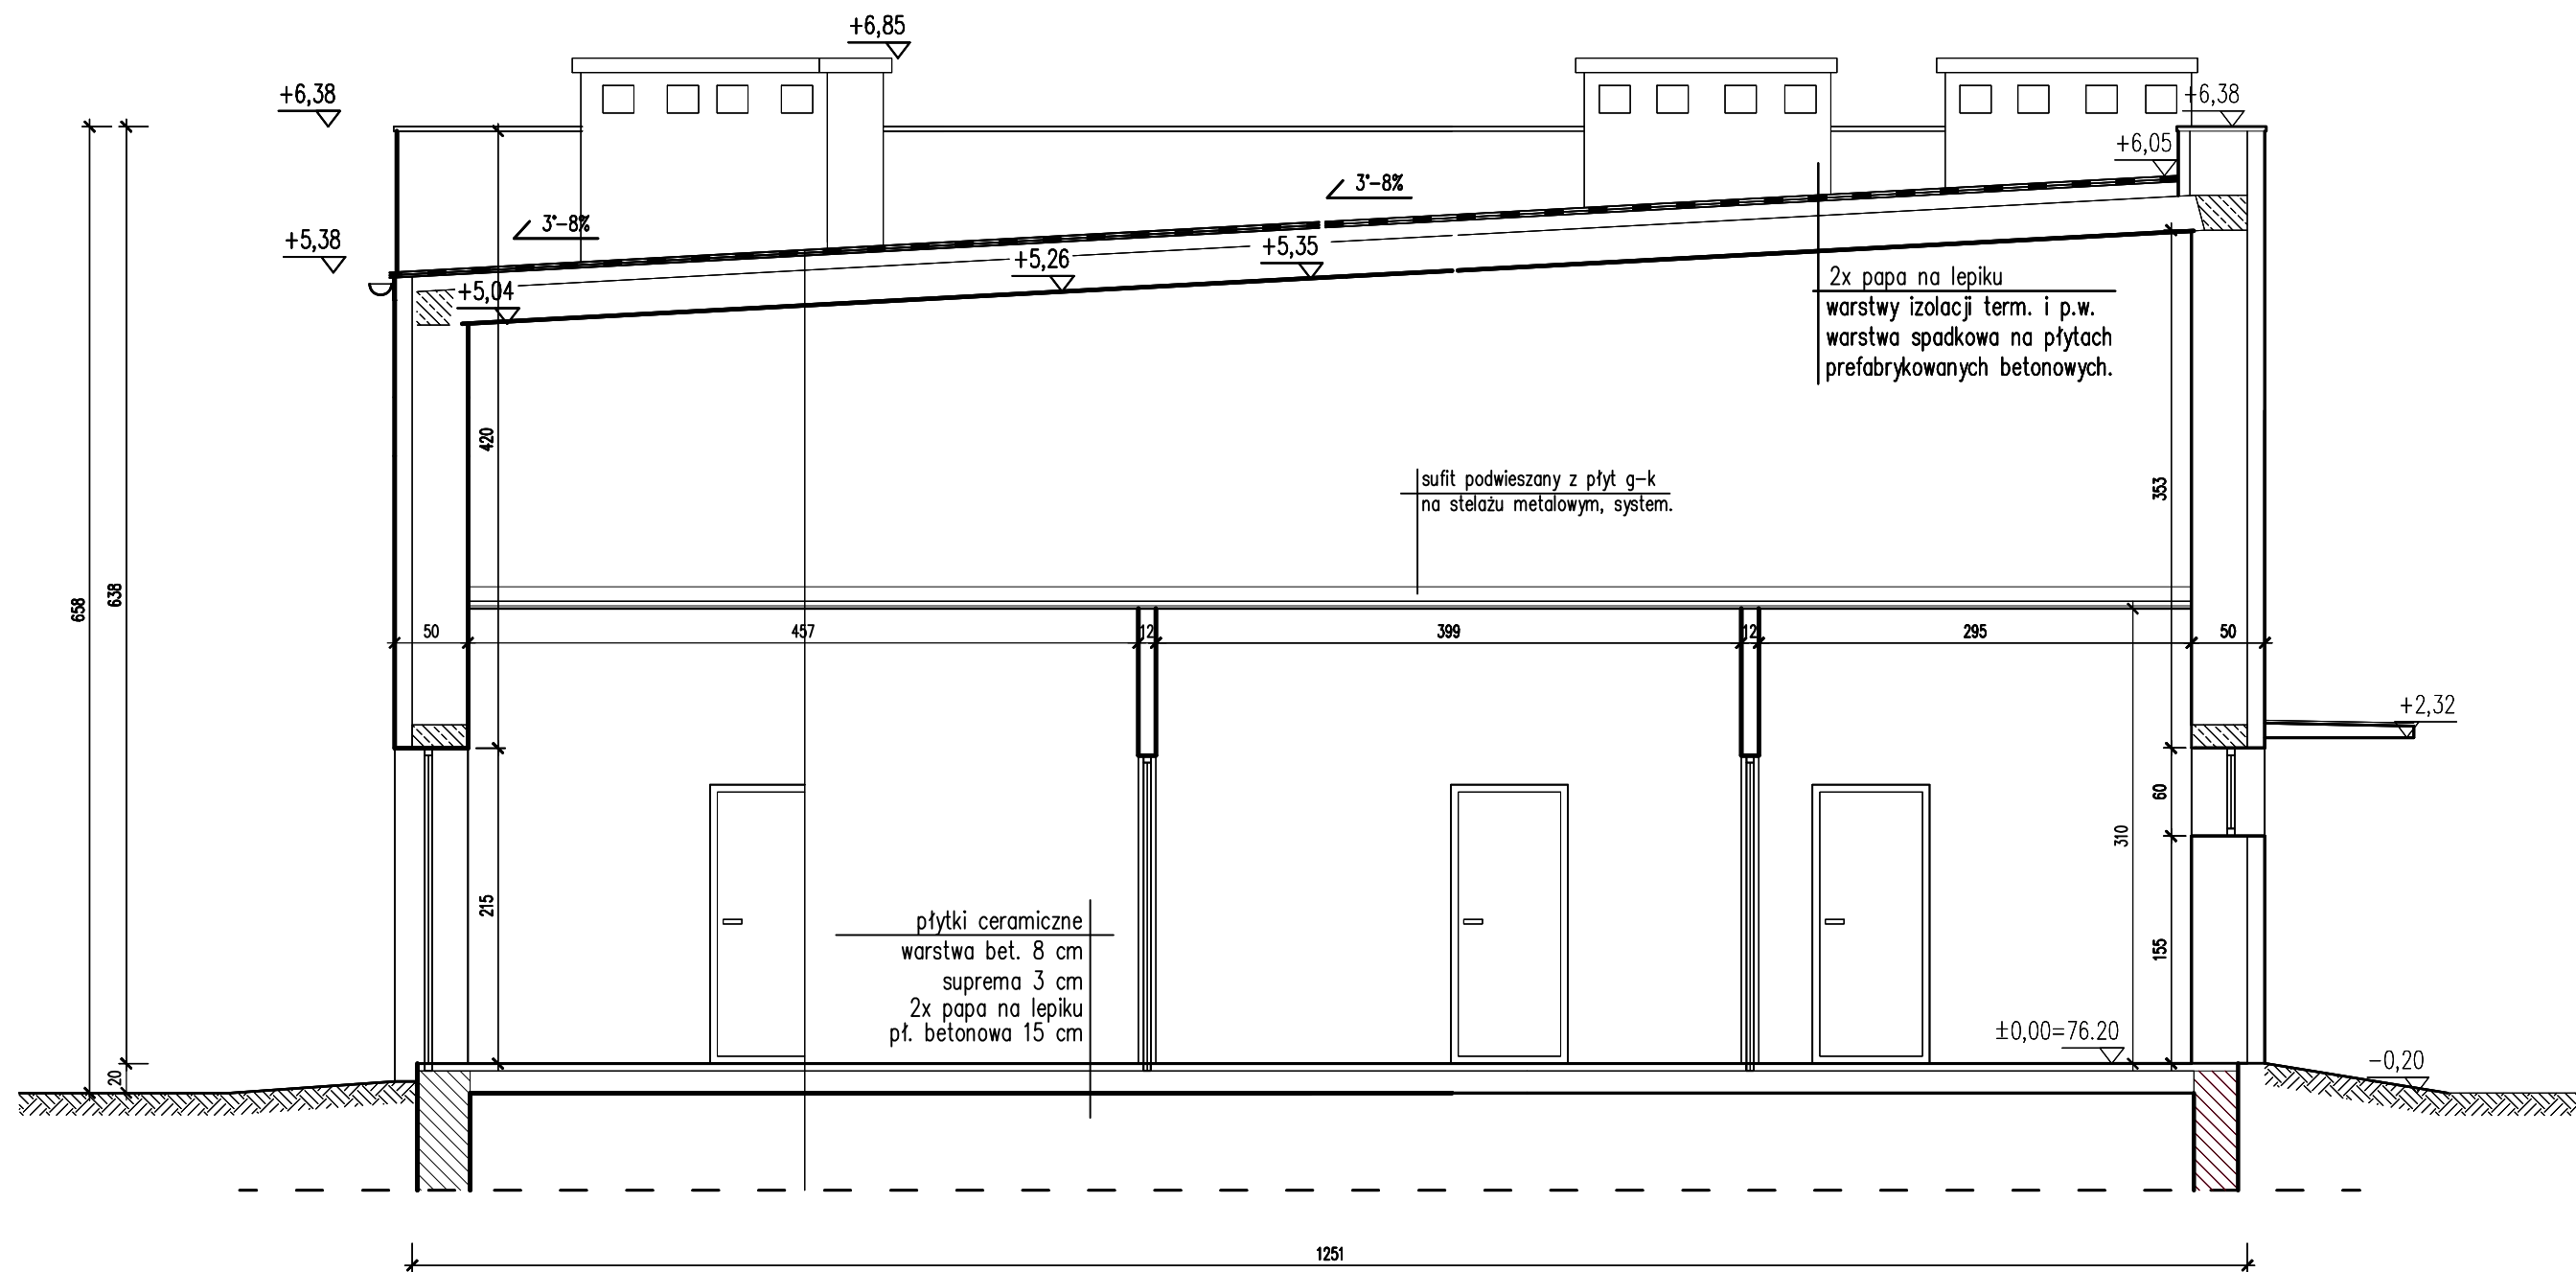 +6,85
+6,38
+6,38
+6,05
3°-8%
3°-8%
+5,38
+5,35
+5,26
+5,04
2x papa na lepiku
warstwy izolacji term. i p.w.
warstwa spadkowa na płytach
prefabrykowanych betonowych.
420
sufit podwieszany z płyt g-k
na stelażu metalowym, system.
353
658
638
50
457
12
399
12
295
50
+2,32
60
310
215
płytki ceramiczne
warstwa bet. 8 cm
suprema 3 cm
2x papa na lepiku
pł. betonowa 15 cm
155
±0,00=76.20
-0,20
20
1251